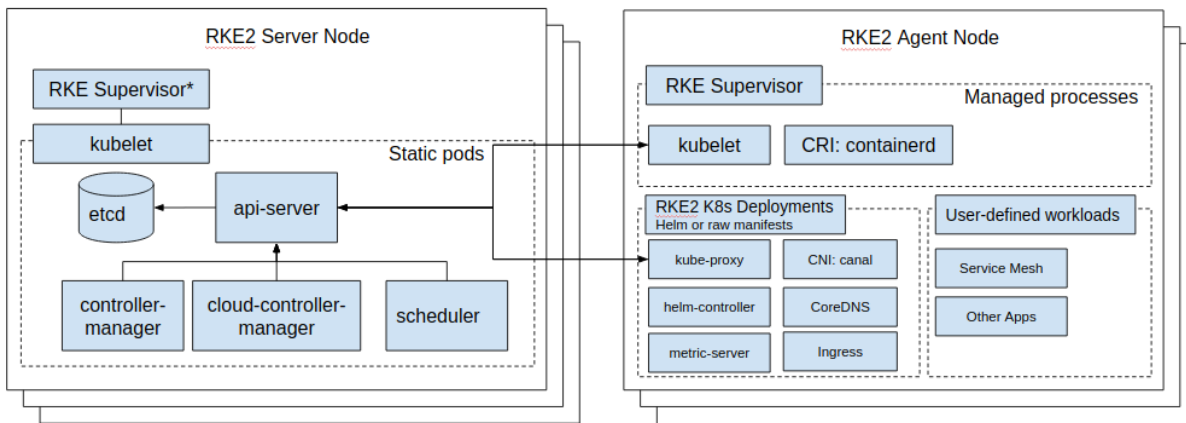 RKE2 Server Node
RKE Supervisor*
kubelet
Static pods
etcd
api-server
controller-
manager
cloud-controller-
manager
scheduler
RKE2 Agent Node
RKE Supervisor
Managed processes
kubelet
CRI: containerd
RKE2 K8s Deployments
Helm or raw manifests
kube-proxy
CNI: canal
helm-controller
CoreDNS
metric-server
Ingress
User-defined workloads
Service Mesh
Other Apps